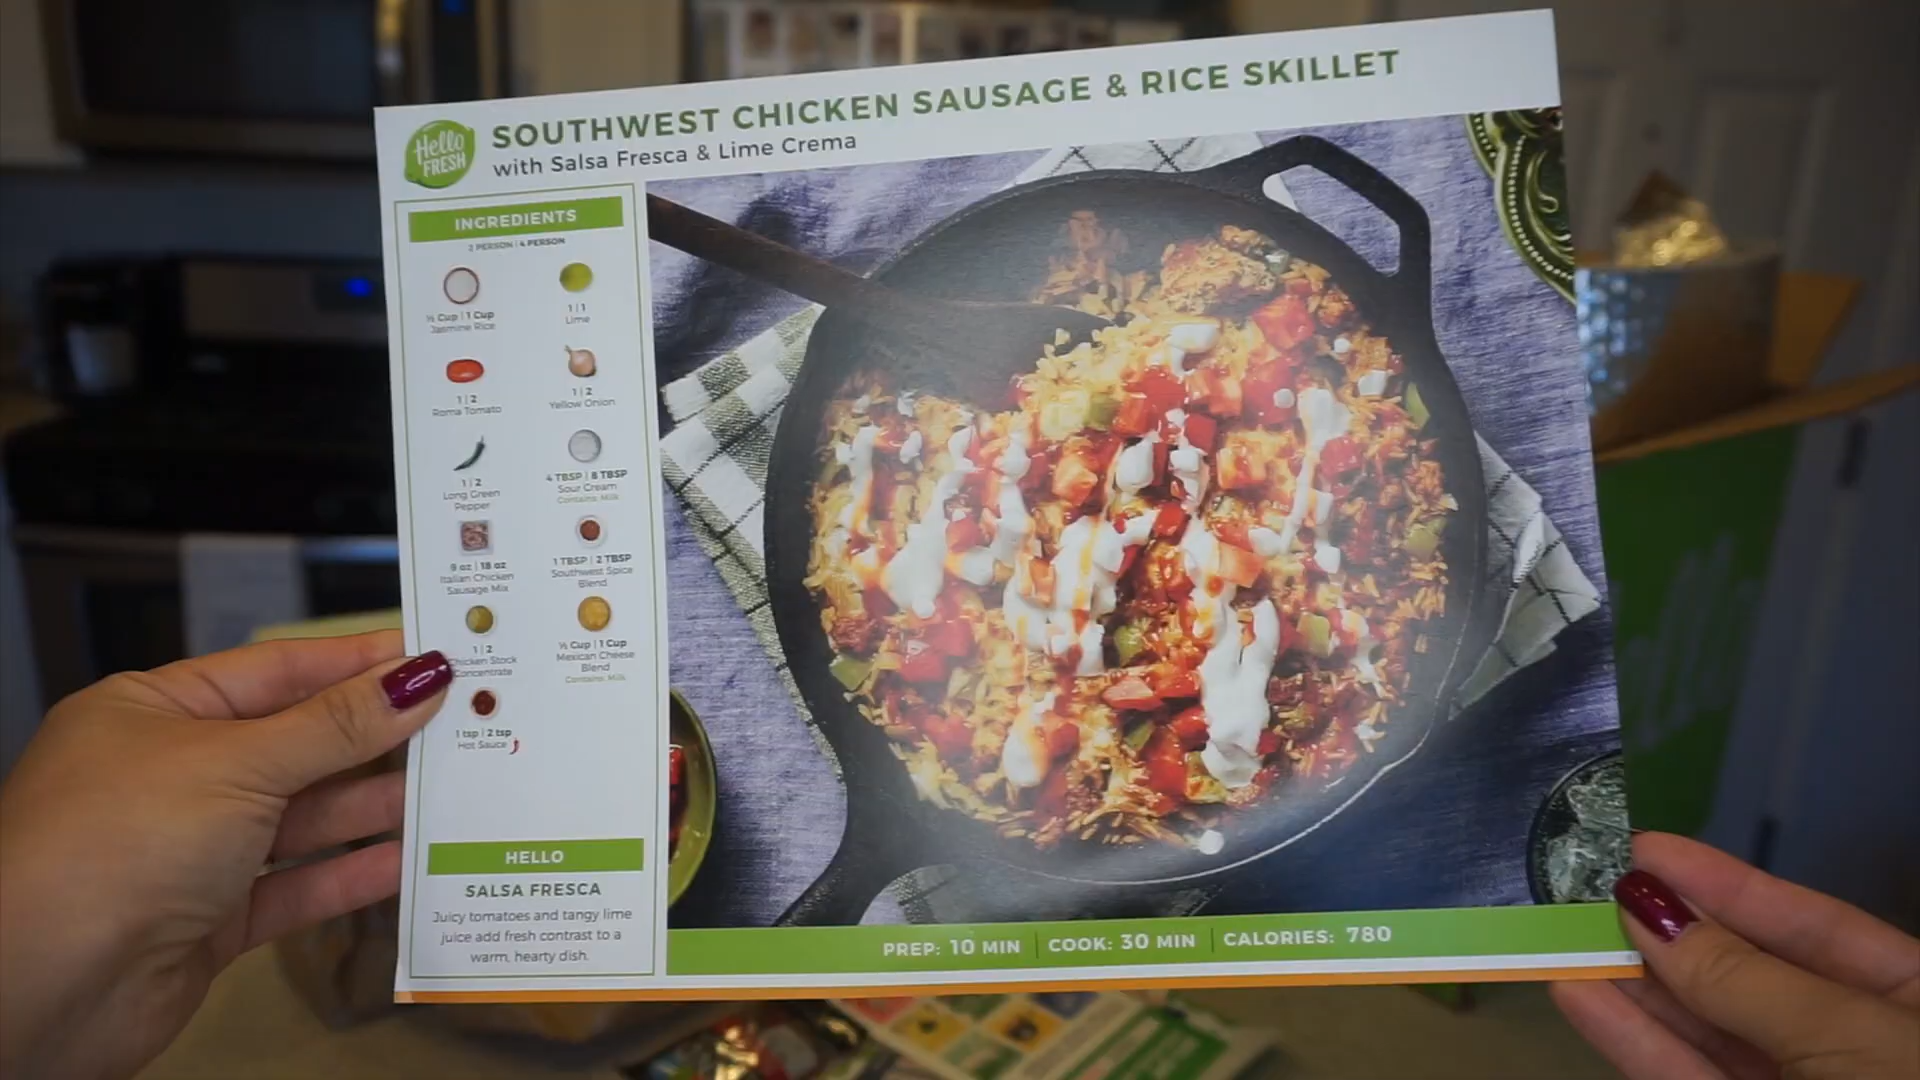 SOUTHWEST CHICKEN SAUSAGE & RICE SKILLET
with Salsa Fresca & Lime Crema
Hello
FRESH
INGREDIENTS
2 PERSON | 4 PERSON
½ Cup | 1 Cup
Jasmine Rice
1 | 1
Lime
1 | 2
Roma Tomato
1 | 2
Yellow Onion
1 | 2
Long Green
Pepper
4 TBSP | 8 TBSP
Sour Cream
Contains: Milk
9 oz | 18 oz
Italian Chicken
Sausage Mix
1 TBSP | 2 TBSP
Southwest Spice
Blend
1 | 2
Chicken Stock
Concentrate
½ Cup | 1 Cup
Mexican Cheese
Blend
Contains: Milk
1 tsp | 2 tsp
Hot Sauce
HELLO
SALSA FRESCA
Juicy tomatoes and tangy lime
juice add fresh contrast to a
warm, hearty dish.
PREP: 10 MIN | COOK: 30 MIN | CALORIES: 780